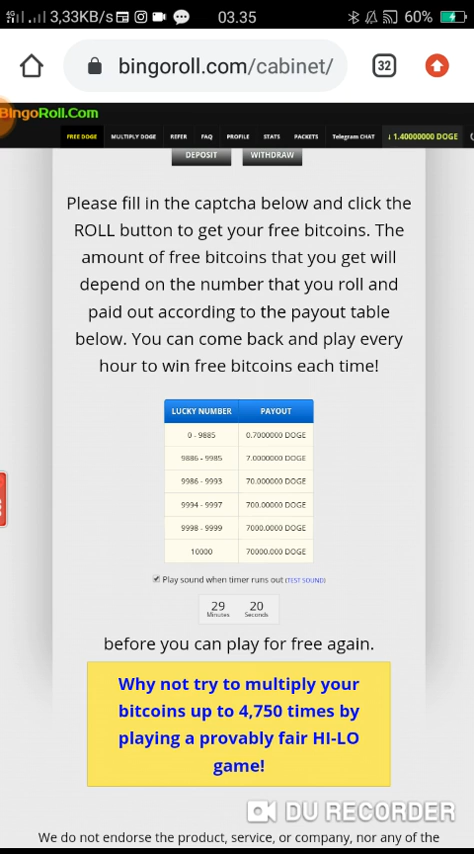 4G 3,33KB/s 03.35 60%
bingoroll.com/cabinet/ 32
BingoRoll.Com
FREE DOGE MULTIPLY DOGE REFER FAQ PROFILE STATS PACKETS Telegram CHAT 1.40000000 DOGE
DEPOSIT WITHDRAW
Please fill in the captcha below and click the
ROLL button to get your free bitcoins. The
amount of free bitcoins that you get will
depend on the number that you roll and
paid out according to the payout table
below. You can come back and play every
hour to win free bitcoins each time!
LUCKY NUMBER PAYOUT
0 - 9885 0.7000000 DOGE
9886 - 9985 7.0000000 DOGE
9986 - 9993 70.000000 DOGE
9994 - 9997 700.00000 DOGE
9998 - 9999 7000.0000 DOGE
10000 70000.000 DOGE
Play sound when timer runs out (TEST SOUND)
29 20
Minutes Seconds
before you can play for free again.
Why not try to multiply your
bitcoins up to 4,750 times by
playing a provably fair HI-LO
game!
DU RECORDER
We do not endorse the product, service, or company, nor any of the